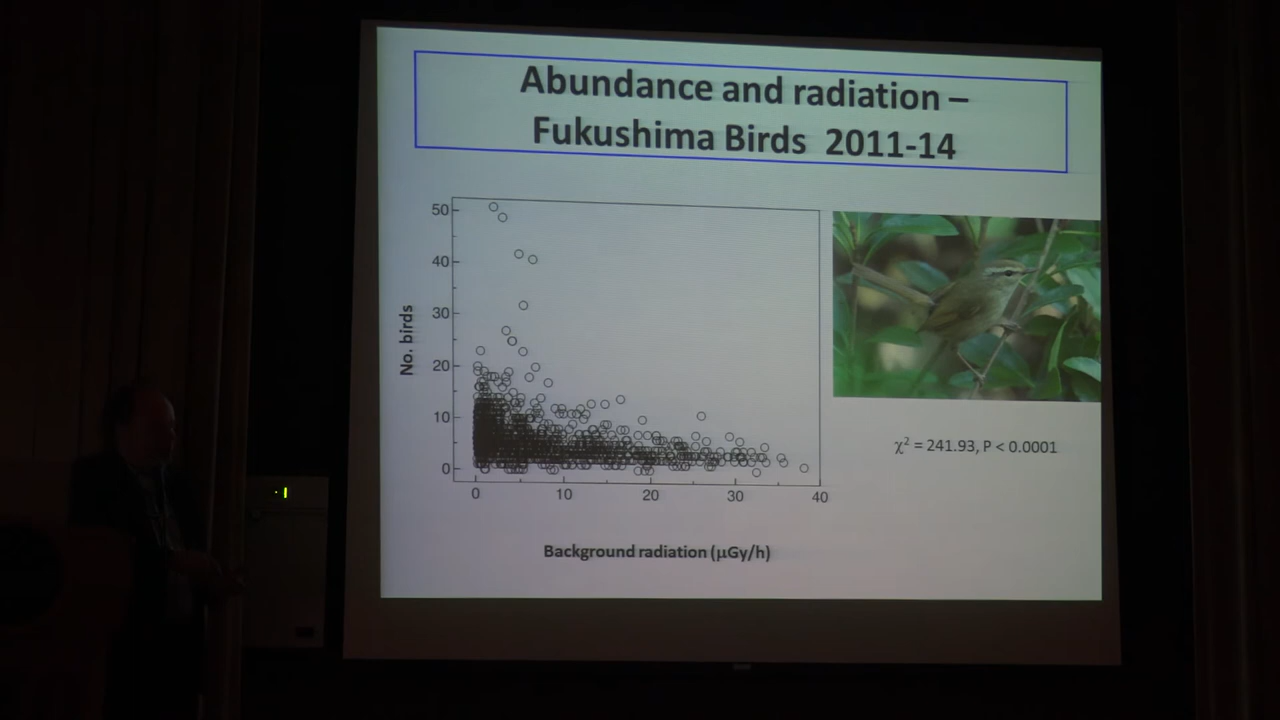 Abundance and radiation –
Fukushima Birds 2011-14
50
40
30
20
10
0
No. birds
0 10 20 30 40
Background radiation (μGy/h)
χ² = 241.93, P < 0.0001